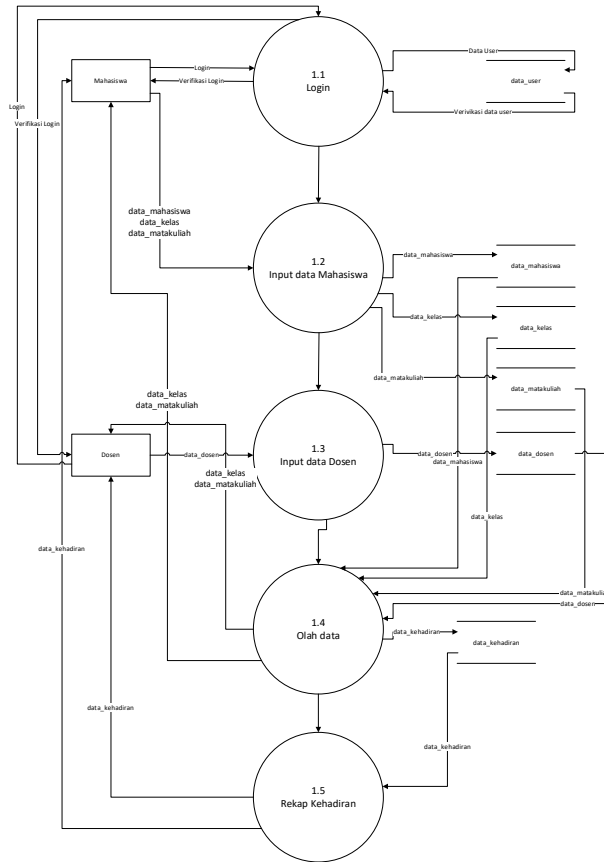 Login
Verifikasi Login
Mahasiswa
Login
Verifikasi Login
1.1
Login
Data User
data_user
Verivikasi data user
data_mahasiswa
data_kelas
data_matakuliah
1.2
Input data Mahasiswa
data_mahasiswa
data_mahasiswa
data_kelas
data_kelas
data_matakuliah
data_matakuliah
data_kelas
data_matakuliah
Dosen
data_dosen
data_kelas
data_matakuliah
1.3
Input data Dosen
data_dosen
data_mahasiswa
data_dosen
data_kelas
data_kehadiran
1.4
Olah data
data_matakulia
data_dosen
data_kehadiran
data_kehadiran
data_kehadiran
data_kehadiran
1.5
Rekap Kehadiran